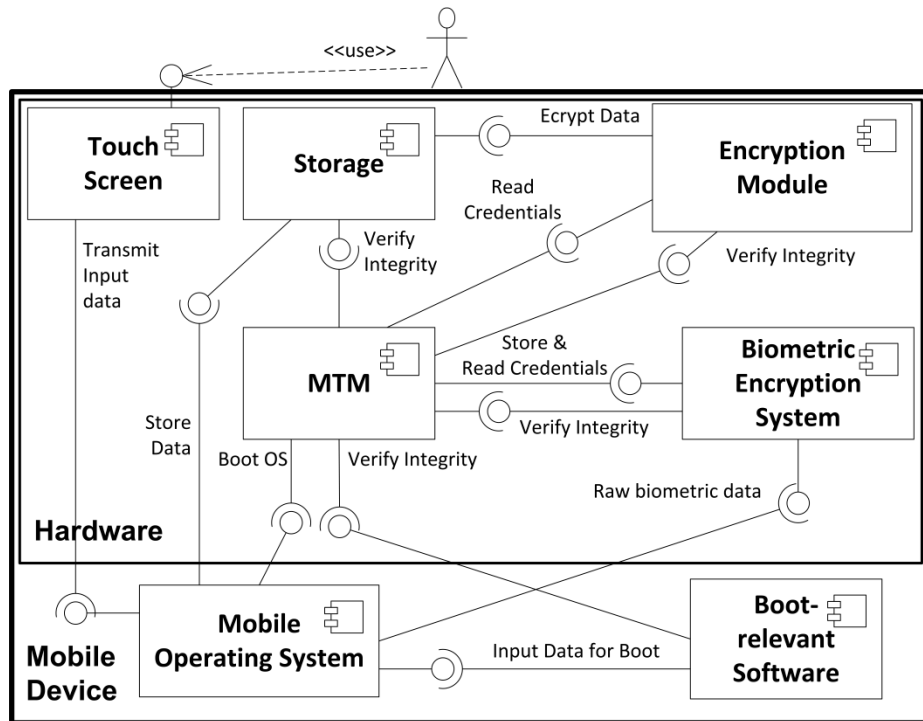 <<use>>
Touch
Screen
Storage
Ecrypt Data
Encryption
Module
Read
Credentials
Transmit
Input
data
Verify
Integrity
Verify Integrity
MTM
Store &
Read Credentials
Biometric
Encryption
System
Store
Data
Verify Integrity
Boot OS
Verify Integrity
Raw biometric data
Hardware
Mobile
Operating System
Input Data for Boot
Boot-
relevant
Software
Mobile
Device